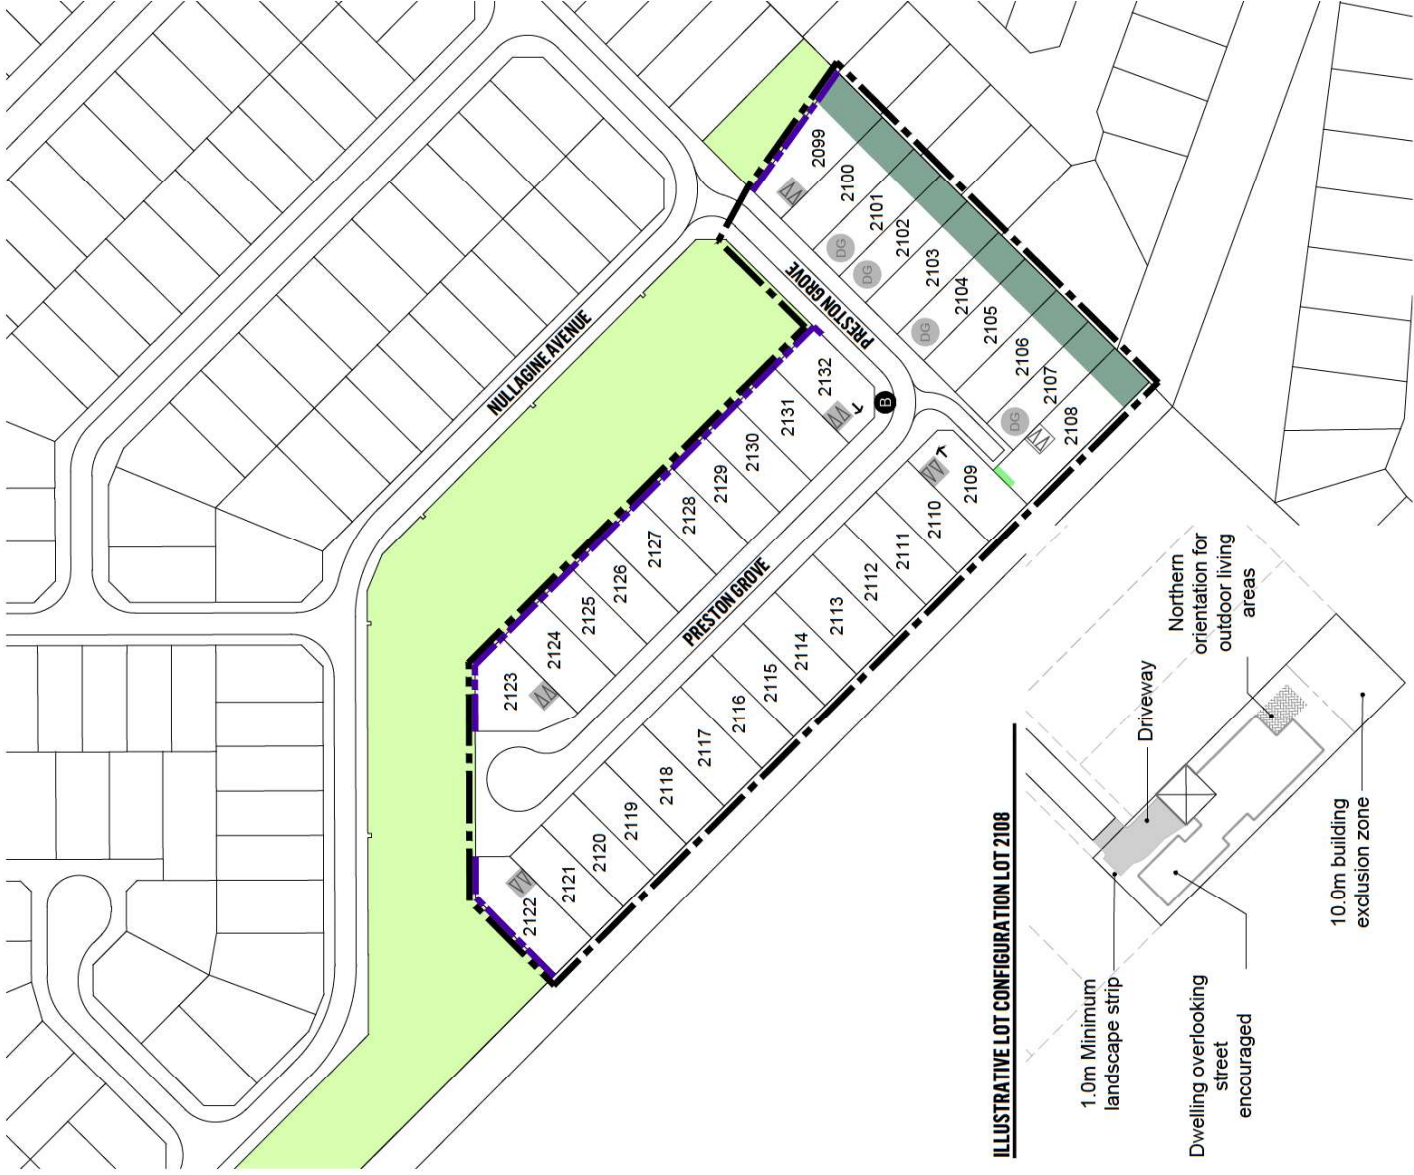 NULLAGINE AVENUE
PRESTON GROVE
PRESTON GROVE
2099
2100
2101
2102
2103
2104
2105
2106
2107
2108
2109
2110
2111
2112
2113
2114
2115
2116
2117
2118
2119
2120
2121
2122
2123
2124
2125
2126
2127
2128
2129
2130
2131
2132
DG
DG
DG
DG
B
ILLUSTRATIVE LOT CONFIGURATION LOT 2108
1.0m Minimum
landscape strip
Driveway
Northern
orientation for
outdoor living
areas
Dwelling overlooking
street
encouraged
10.0m building
exclusion zone